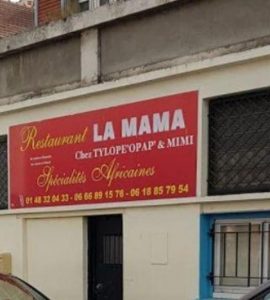 Restaurant LA MAMA
Chez TYLOPE'OPAP' & MIMI
Spécialités Africaines
01 48 32 04 33 - 06 66 89 15 76 - 06 18 85 79 54